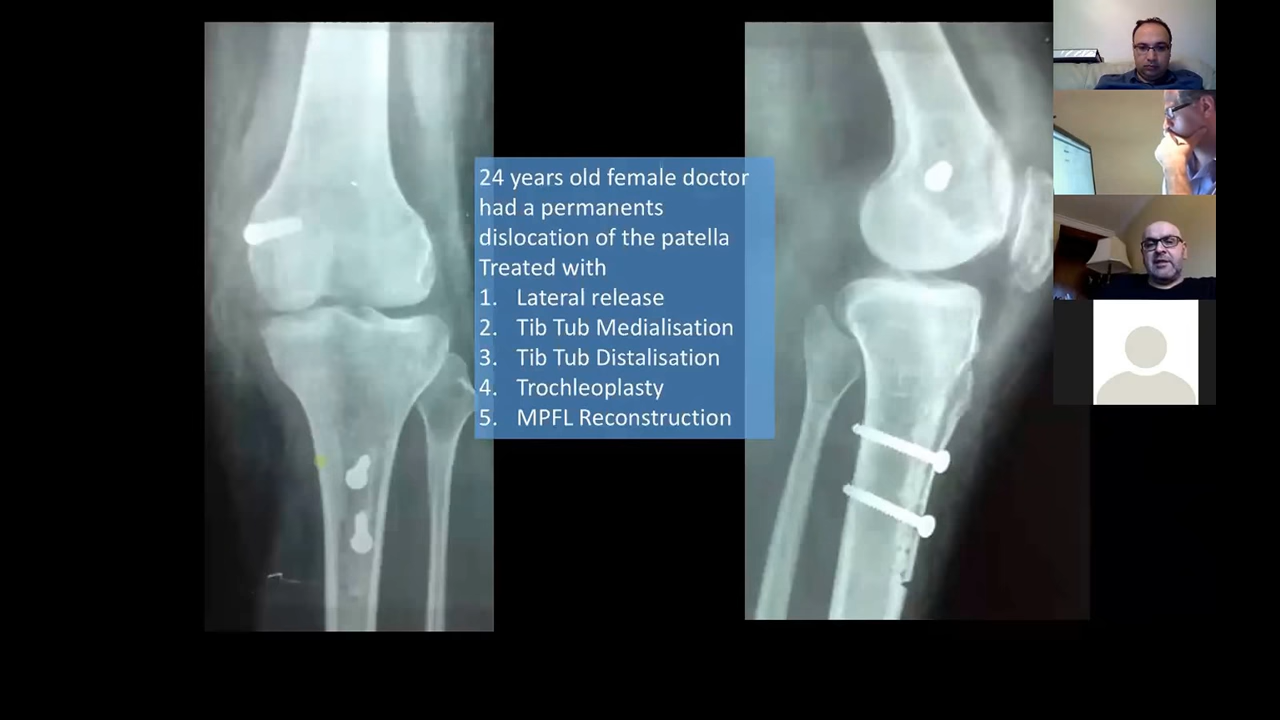 24 years old female doctor
had a permanents
dislocation of the patella
Treated with
1. Lateral release
2. Tib Tub Medialisation
3. Tib Tub Distalisation
4. Trochleoplasty
5. MPFL Reconstruction